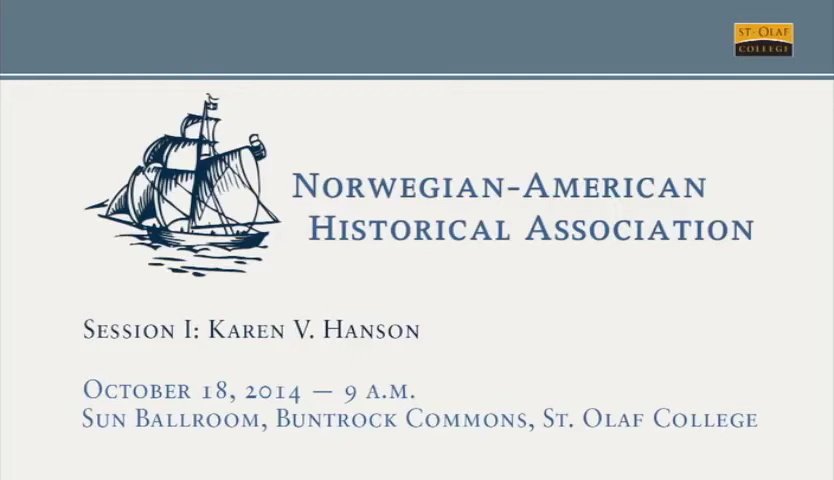 St. Olaf
College
Norwegian-American
Historical Association
Session I: Karen V. Hanson
October 18, 2014 — 9 a.m.
Sun Ballroom, Buntrock Commons, St. Olaf College